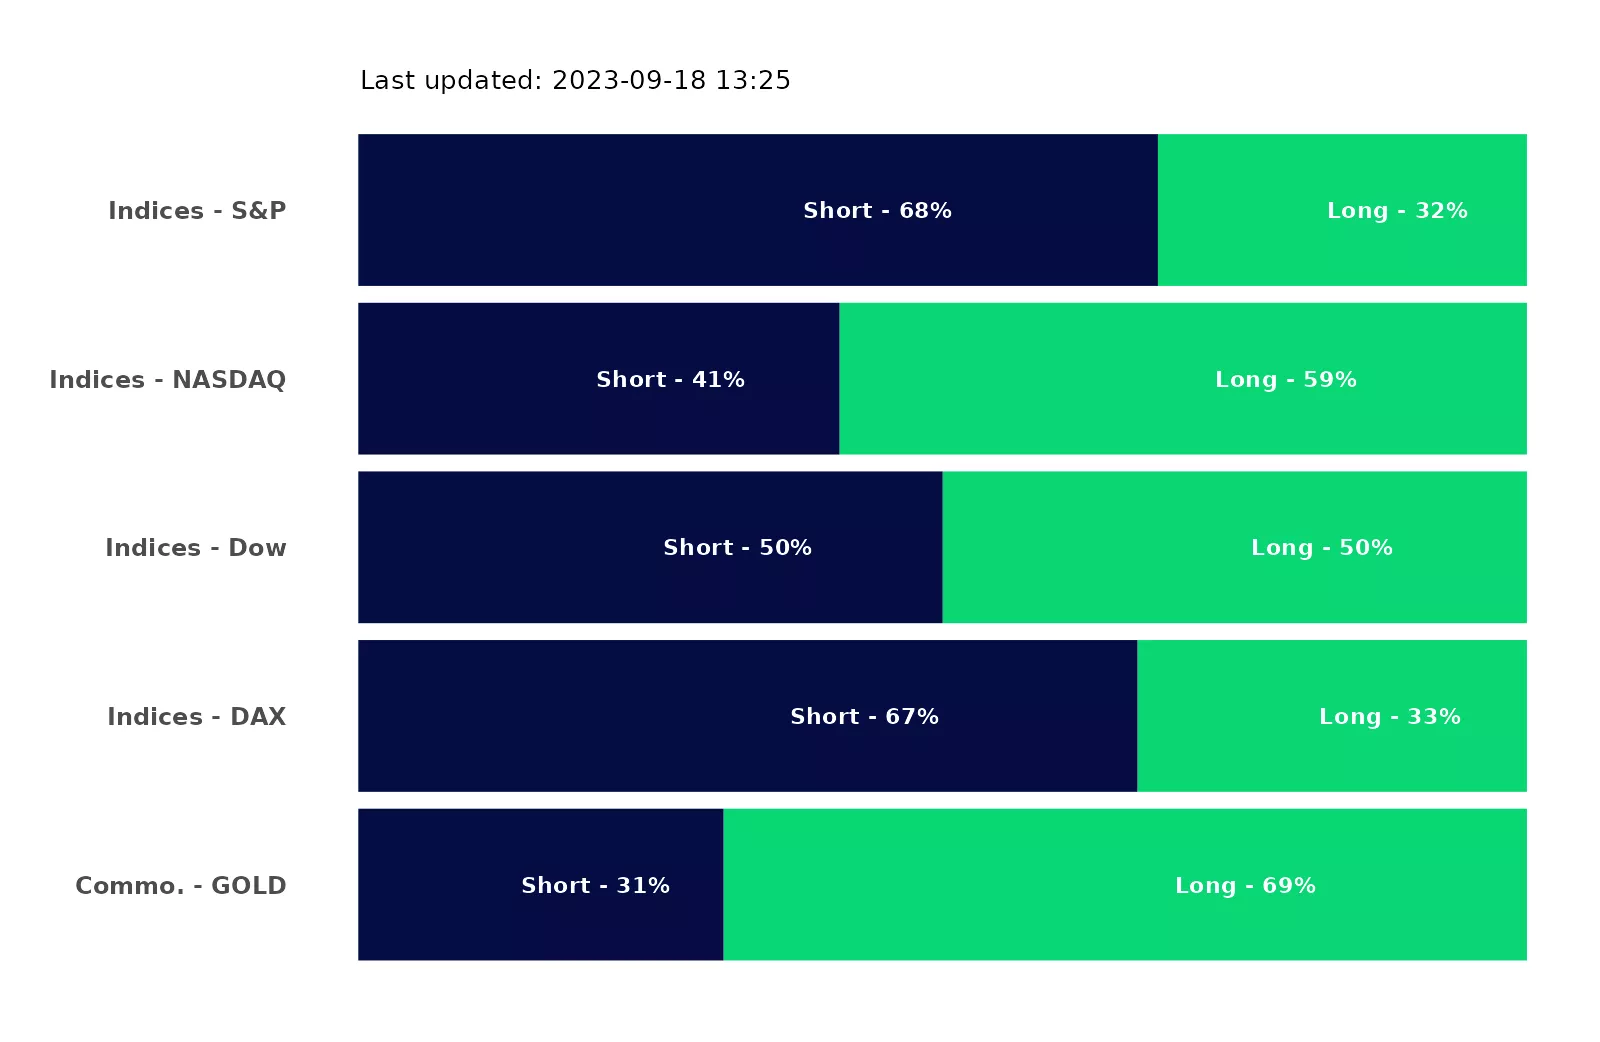 Last updated: 2023-09-18 13:25
Indices - S&P Short - 68% Long - 32%
Indices - NASDAQ Short - 41% Long - 59%
Indices - Dow Short - 50% Long - 50%
Indices - DAX Short - 67% Long - 33%
Commo. - GOLD Short - 31% Long - 69%